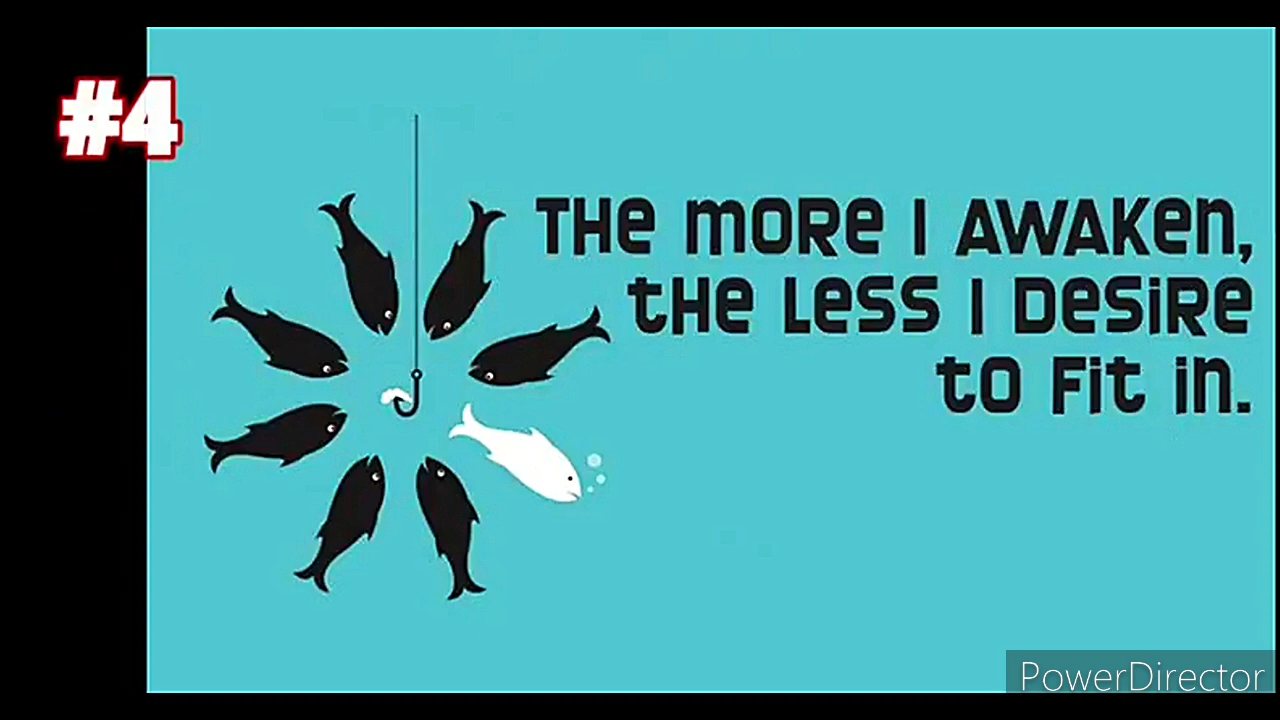 #4
THE MORE I AWAKEN,
THE LESS I DESIRE
TO FIT IN.
PowerDirector